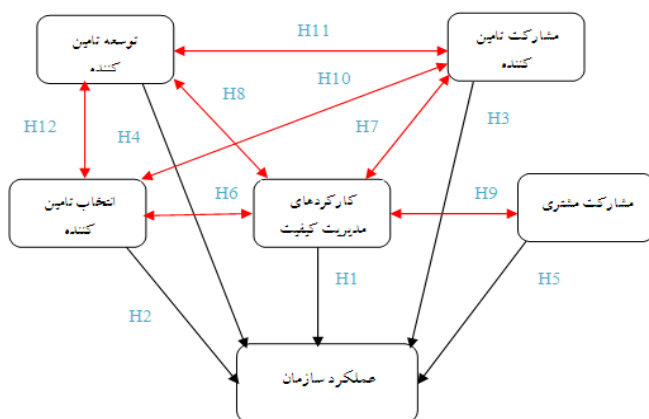 H11
توسعه تامین
کننده
مشارکت تامین
کننده
H10
H8
H12
H4
H7
H3
انتخاب تامین
کننده
H6
کارکردهای
مدیریت کیفیت
H9
مشارکت مشتری
H2
H1
H5
عملکرد سازمان